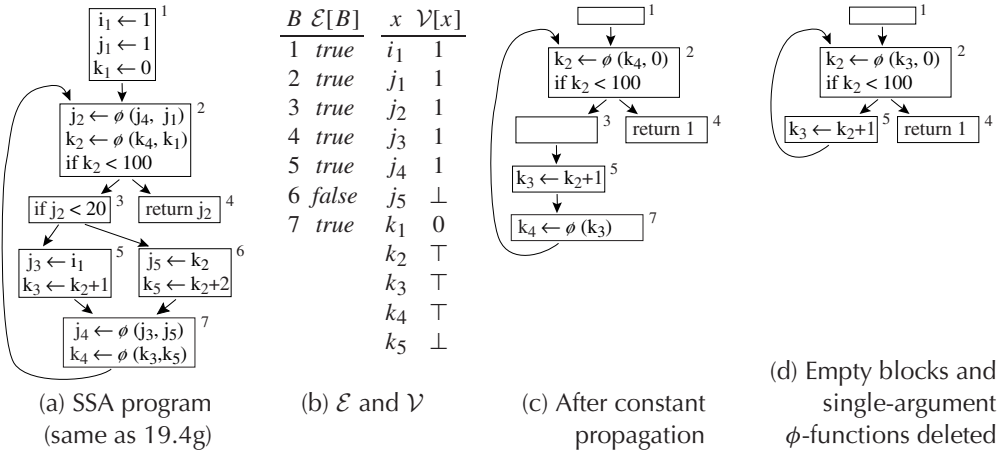 i₁ ← 1
j₁ ← 1
k₁ ← 0
1
j₂ ← ϕ (j₄, j₁)
k₂ ← ϕ (k₄, k₁)
if k₂ < 100
2
if j₂ < 20
3
return j₂
4
j₃ ← i₁
k₃ ← k₂+1
5
j₅ ← k₂
k₅ ← k₂+2
6
j₄ ← ϕ (j₃, j₅)
k₄ ← ϕ (k₃,k₅)
7
(a) SSA program
(same as 19.4g)
B ℰ[B]
1 true
2 true
3 true
4 true
5 true
6 false
7 true
x 𝒱[x]
i₁ 1
j₁ 1
j₂ 1
j₃ 1
j₄ 1
j₅ ⊥
k₁ 0
k₂ ⊤
k₃ ⊤
k₄ ⊤
k₅ ⊥
(b) ℰ and 𝒱
1
k₂ ← ϕ (k₄, 0)
if k₂ < 100
2
3
return 1
4
k₃ ← k₂+1
5
k₄ ← ϕ (k₃)
7
(c) After constant
propagation
1
k₂ ← ϕ (k₃, 0)
if k₂ < 100
2
k₃ ← k₂+1
5
return 1
4
(d) Empty blocks and
single-argument
ϕ-functions deleted